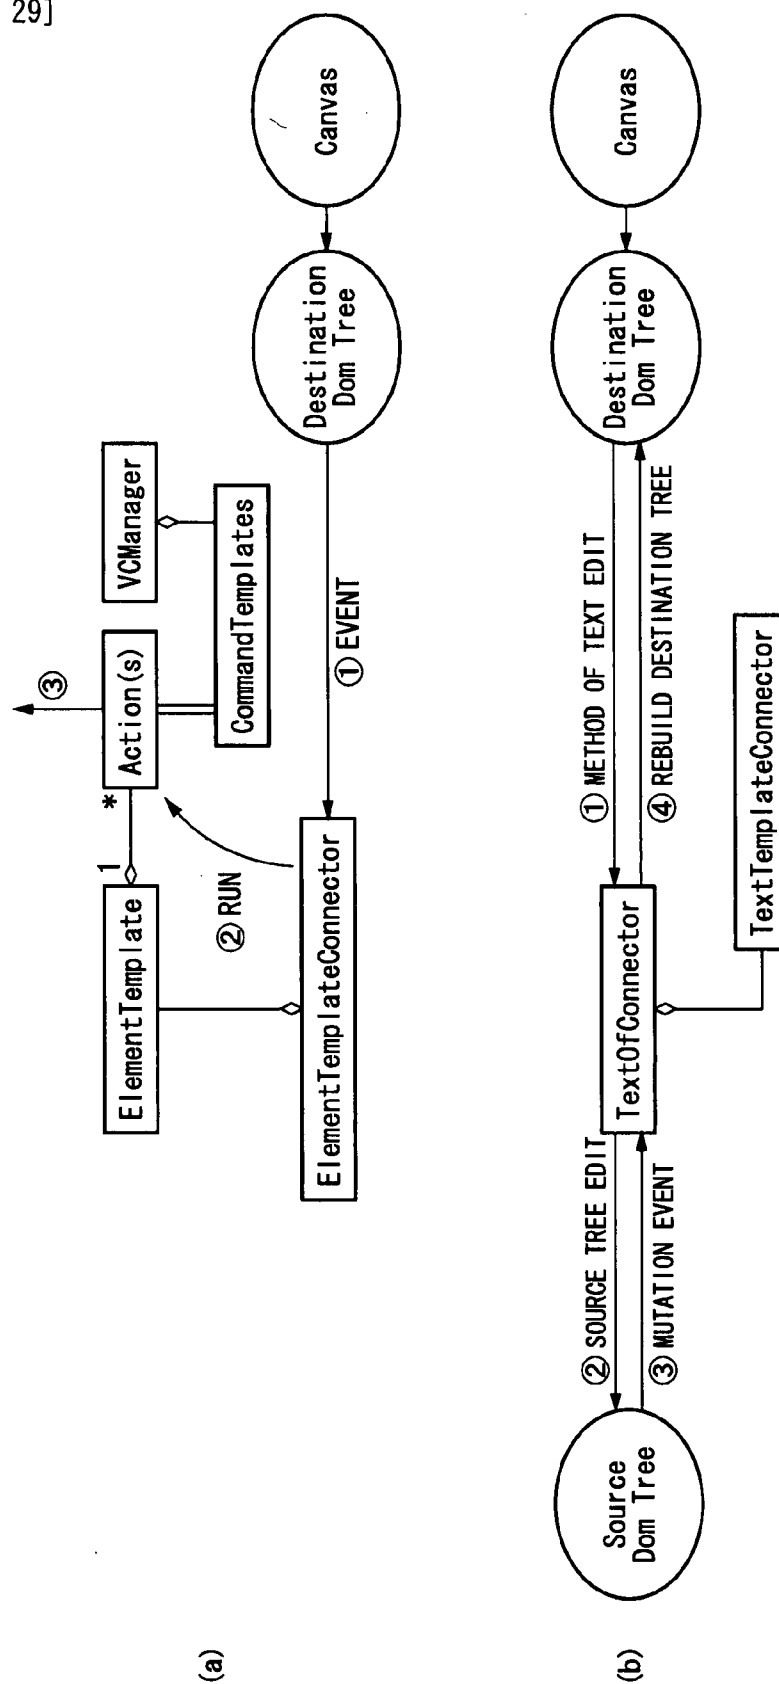 29]
(a)
ElementTemplate
1
*
Action(s)
③
VCManager
CommandTemplates
② RUN
ElementTemplateConnector
① EVENT
Destination
Dom Tree
Canvas
(b)
Source
Dom Tree
② SOURCE TREE EDIT
③ MUTATION EVENT
TextOfConnector
① METHOD OF TEXT EDIT
④ REBUILD DESTINATION TREE
TextTemplateConnector
Destination
Dom Tree
Canvas